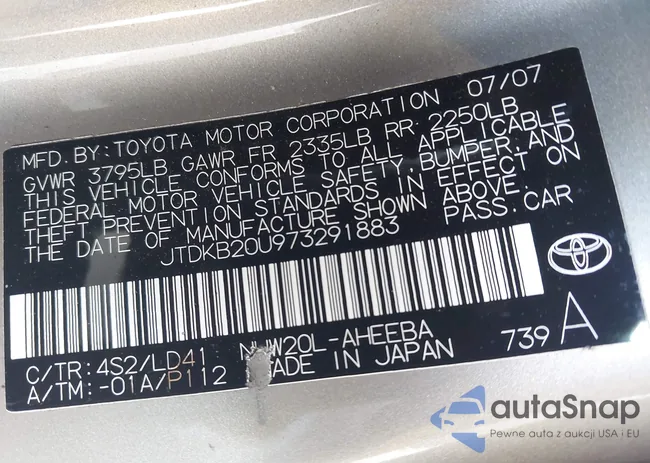 MFD. BY: TOYOTA MOTOR CORPORATION 07/07
GVWR 3795LB GAWR FR 2335LB RR 2250LB
THIS VEHICLE CONFORMS TO ALL APPLICABLE
FEDERAL MOTOR VEHICLE SAFETY, BUMPER, AND
THEFT PREVENTION STANDARDS IN EFFECT ON
THE DATE OF MANUFACTURE SHOWN ABOVE.
JTDKB20U973291883 PASS. CAR
C/TR: 4S2/LD41 NHW20L-AHEEBA
A/TM: -01A/P112 MADE IN JAPAN 739 A
autaSnap
Pewne auta z aukcji USA i EU